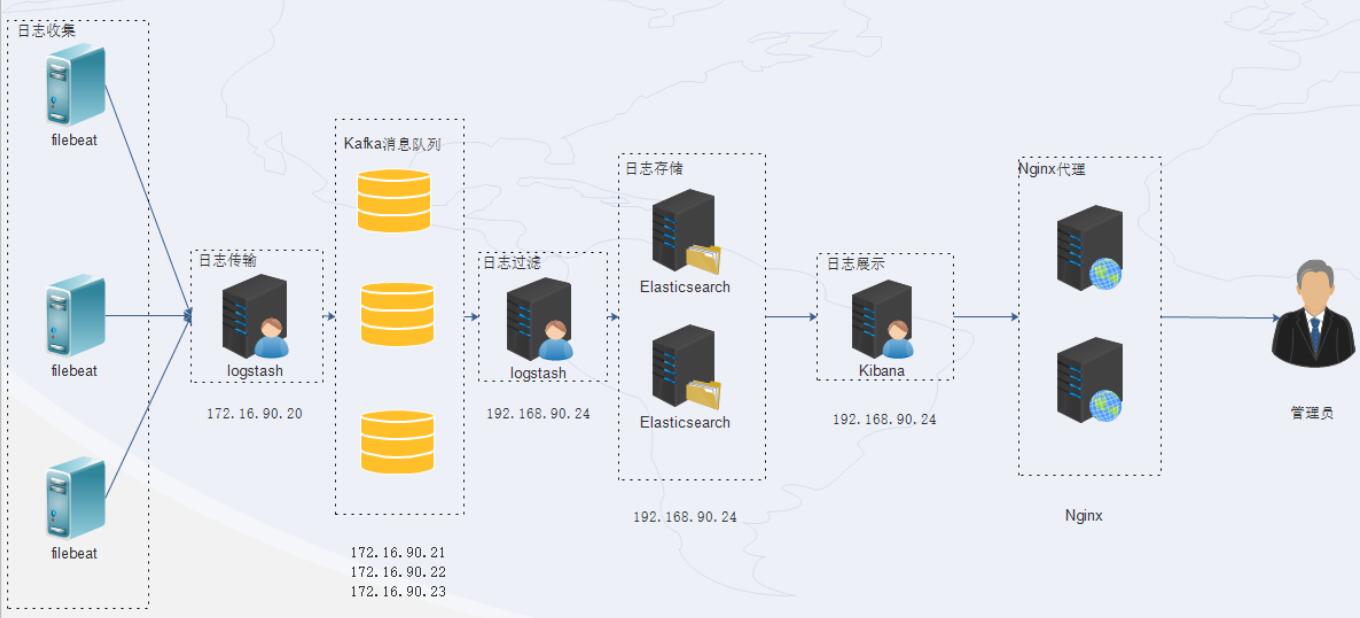 日志收集
filebeat
filebeat
filebeat
日志传输
logstash
172.16.90.20
Kafka消息队列
172.16.90.21
172.16.90.22
172.16.90.23
日志过滤
logstash
192.168.90.24
日志存储
Elasticsearch
Elasticsearch
192.168.90.24
日志展示
Kibana
192.168.90.24
Nginx代理
Nginx
管理员